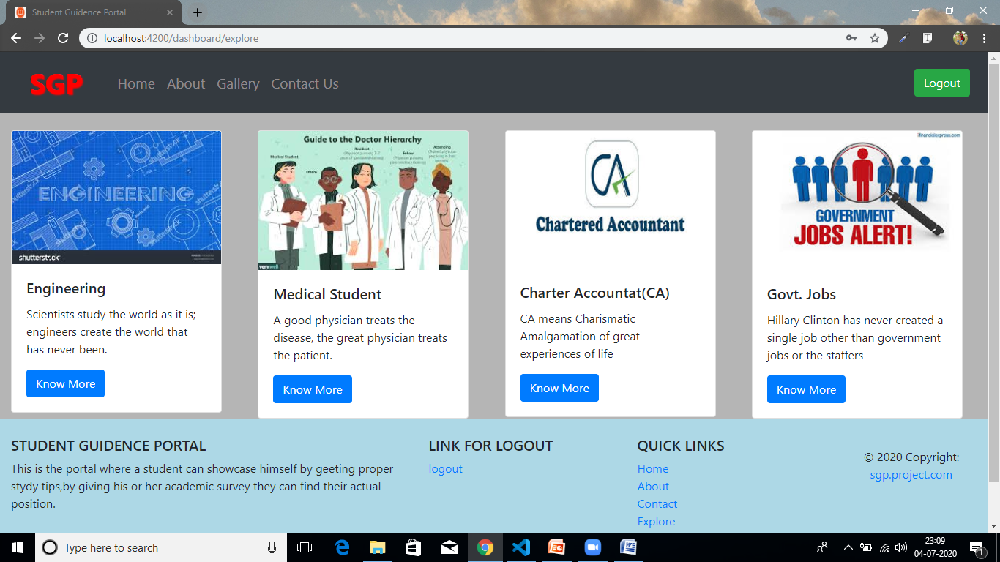 Student Guidence Portal
localhost:4200/dashboard/explore
SGP
Home
About
Gallery
Contact Us
Logout
ENGINEERING
shutterstock
Engineering
Scientists study the world as it is;
engineers create the world that
has never been.
Know More
Guide to the Doctor Hierarchy
Medical Student
Intern
Resident
Fellow
Attending
verywell
Medical Student
A good physician treats the
disease, the great physician treats
the patient.
Know More
CA
Chartered Accountant
Charter Accountat(CA)
CA means Charismatic
Amalgamation of great
experiences of life
Know More
financialexpress.com
GOVERNMENT
JOBS ALERT!
Govt. Jobs
Hillary Clinton has never created a
single job other than government
jobs or the staffers
Know More
STUDENT GUIDENCE PORTAL
This is the portal where a student can showcase himself by geeting proper
stydy tips,by giving his or her academic survey they can find their actual
position.
LINK FOR LOGOUT
logout
QUICK LINKS
Home
About
Contact
Explore
© 2020 Copyright:
sgp.project.com
Type here to search
23:09
04-07-2020
1